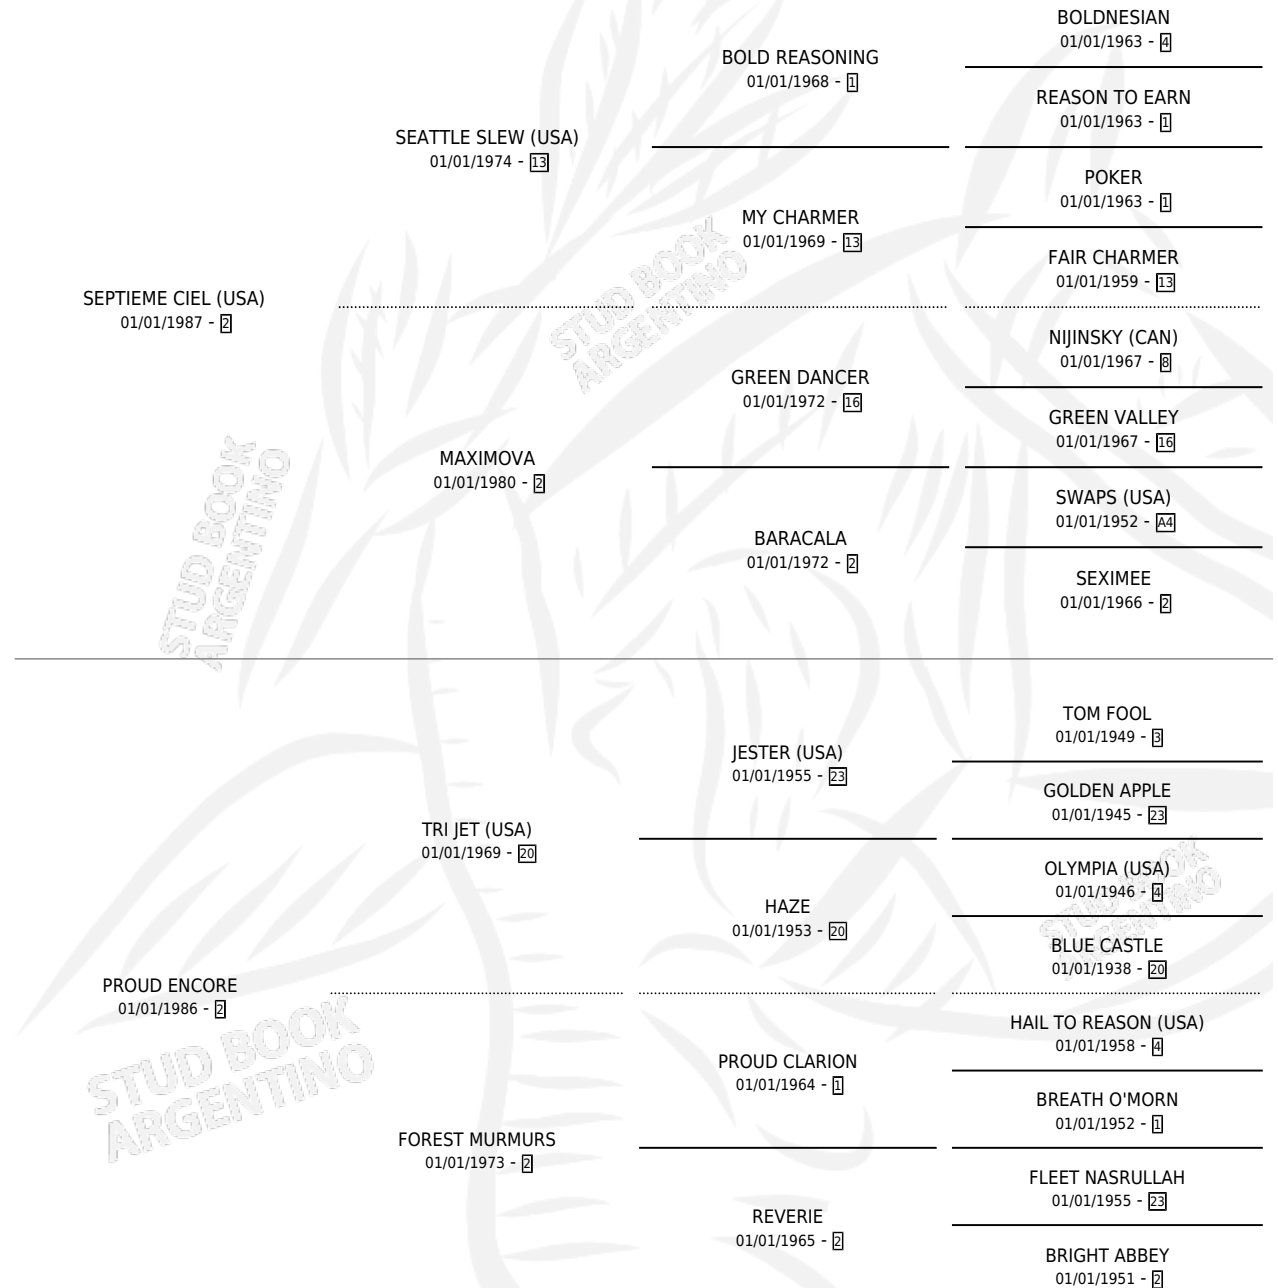 BOLDNESIAN
01/01/1963 - 4
BOLD REASONING
01/01/1968 - 1
REASON TO EARN
01/01/1963 - 1
SEATTLE SLEW (USA)
01/01/1974 - 13
POKER
01/01/1963 - 1
MY CHARMER
01/01/1969 - 13
FAIR CHARMER
01/01/1959 - 13
SEPTIEME CIEL (USA)
01/01/1987 - 2
STUD BOOK
ARGENTINO
NIJINSKY (CAN)
01/01/1967 - 8
GREEN DANCER
01/01/1972 - 16
GREEN VALLEY
01/01/1967 - 16
MAXIMOVA
01/01/1980 - 2
SWAPS (USA)
01/01/1952 - A4
BARACALA
01/01/1972 - 2
SEXIMEE
01/01/1966 - 2
STUD BOOK
ARGENTINO
TOM FOOL
01/01/1949 - 3
JESTER (USA)
01/01/1955 - 23
GOLDEN APPLE
01/01/1945 - 23
TRI JET (USA)
01/01/1969 - 20
OLYMPIA (USA)
01/01/1946 - 4
STUD BOOK
ARGENTINO
HAZE
01/01/1953 - 20
BLUE CASTLE
01/01/1938 - 20
PROUD ENCORE
01/01/1986 - 2
STUD BOOK
ARGENTINO
HAIL TO REASON (USA)
01/01/1958 - 4
PROUD CLARION
01/01/1964 - 1
BREATH O'MORN
01/01/1952 - 1
FOREST MURMURS
01/01/1973 - 2
FLEET NASRULLAH
01/01/1955 - 23
REVERIE
01/01/1965 - 2
BRIGHT ABBEY
01/01/1951 - 2